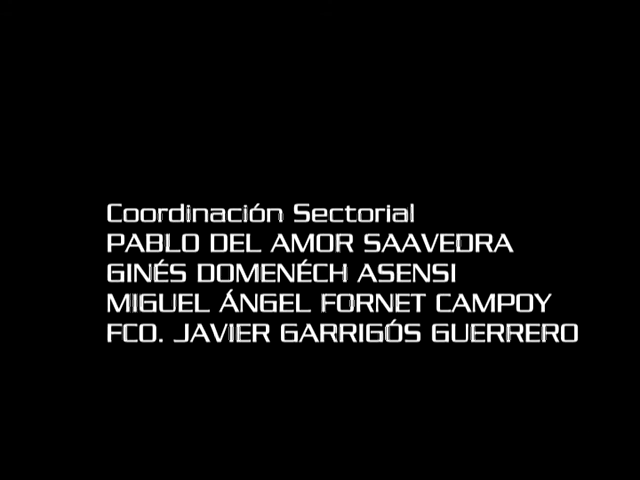 Coordinación Sectorial
PABLO DEL AMOR SAAVEDRA
GINÉS DOMENÉCH ASENSI
MIGUEL ÁNGEL FORNET CAMPOY
FCO. JAVIER GARRIGÓS GUERRERO